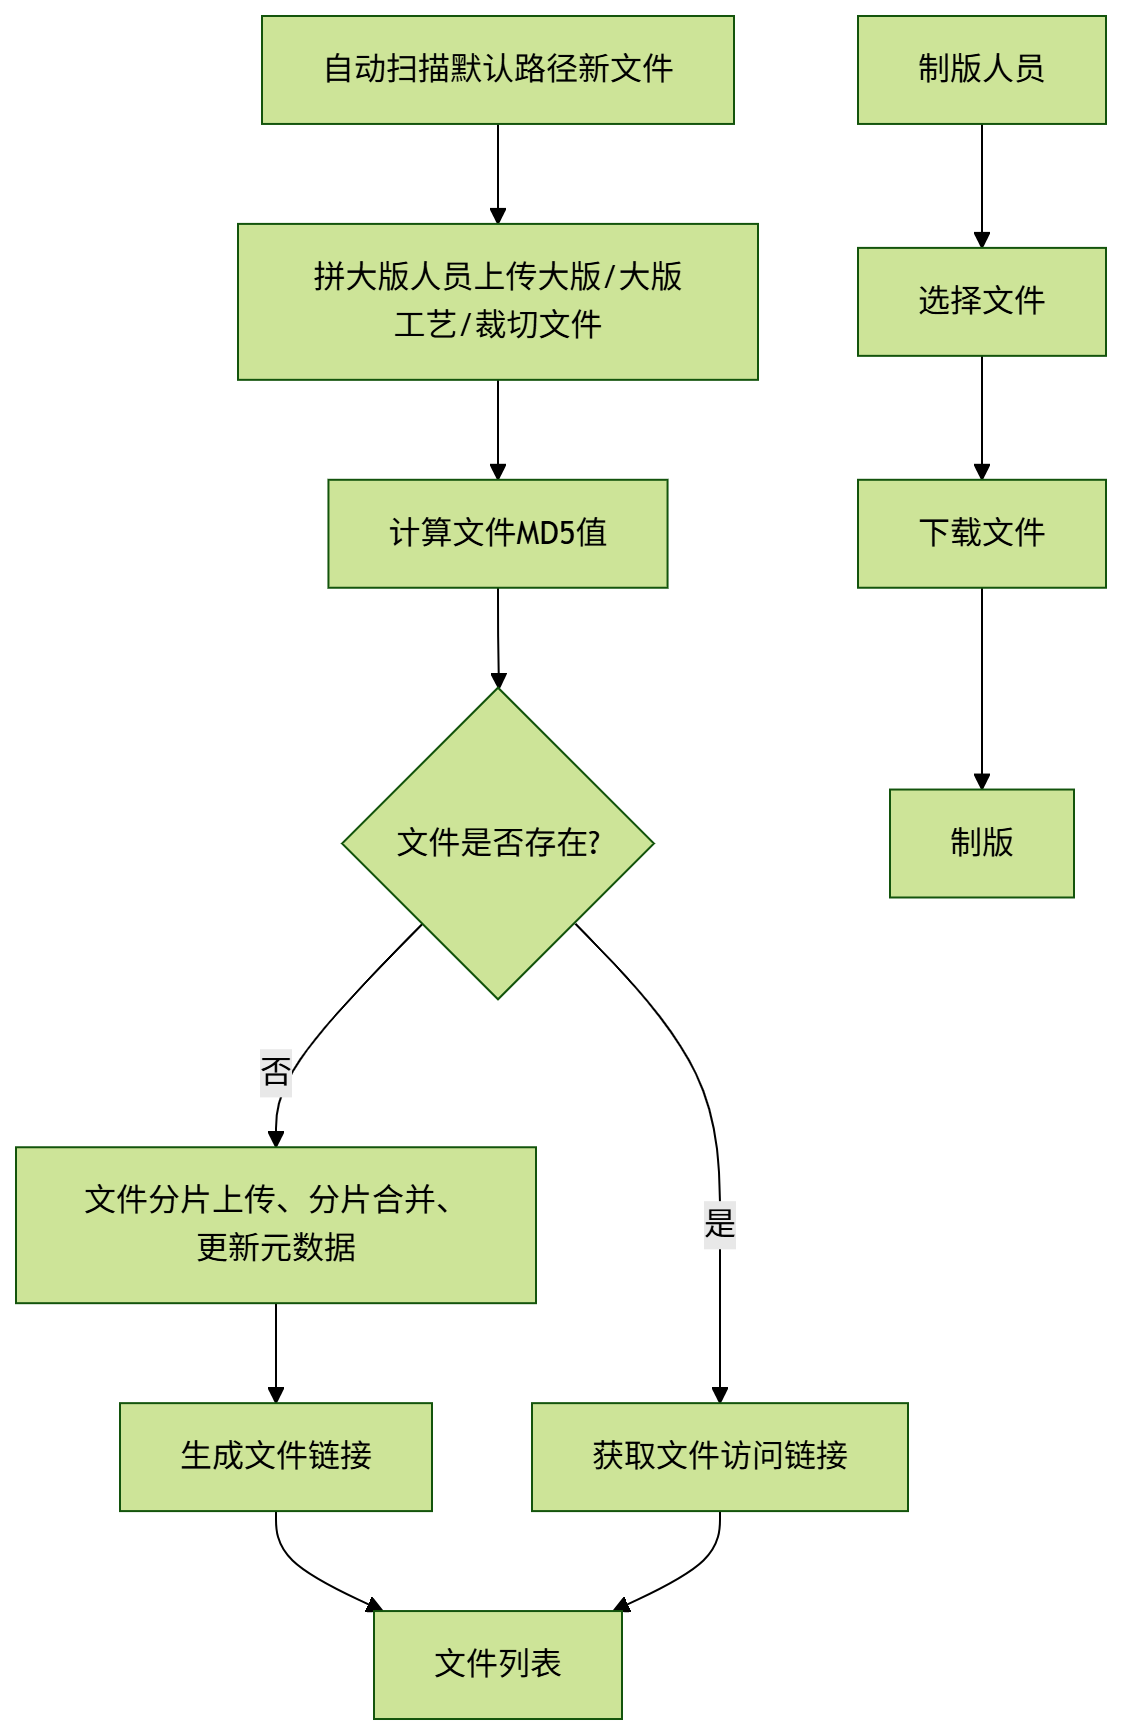 自动扫描默认路径新文件
拼大版人员上传大版/大版
工艺/裁切文件
计算文件MD5值
文件是否存在?
否
是
文件分片上传、分片合并、
更新元数据
生成文件链接
获取文件访问链接
文件列表
制版人员
选择文件
下载文件
制版